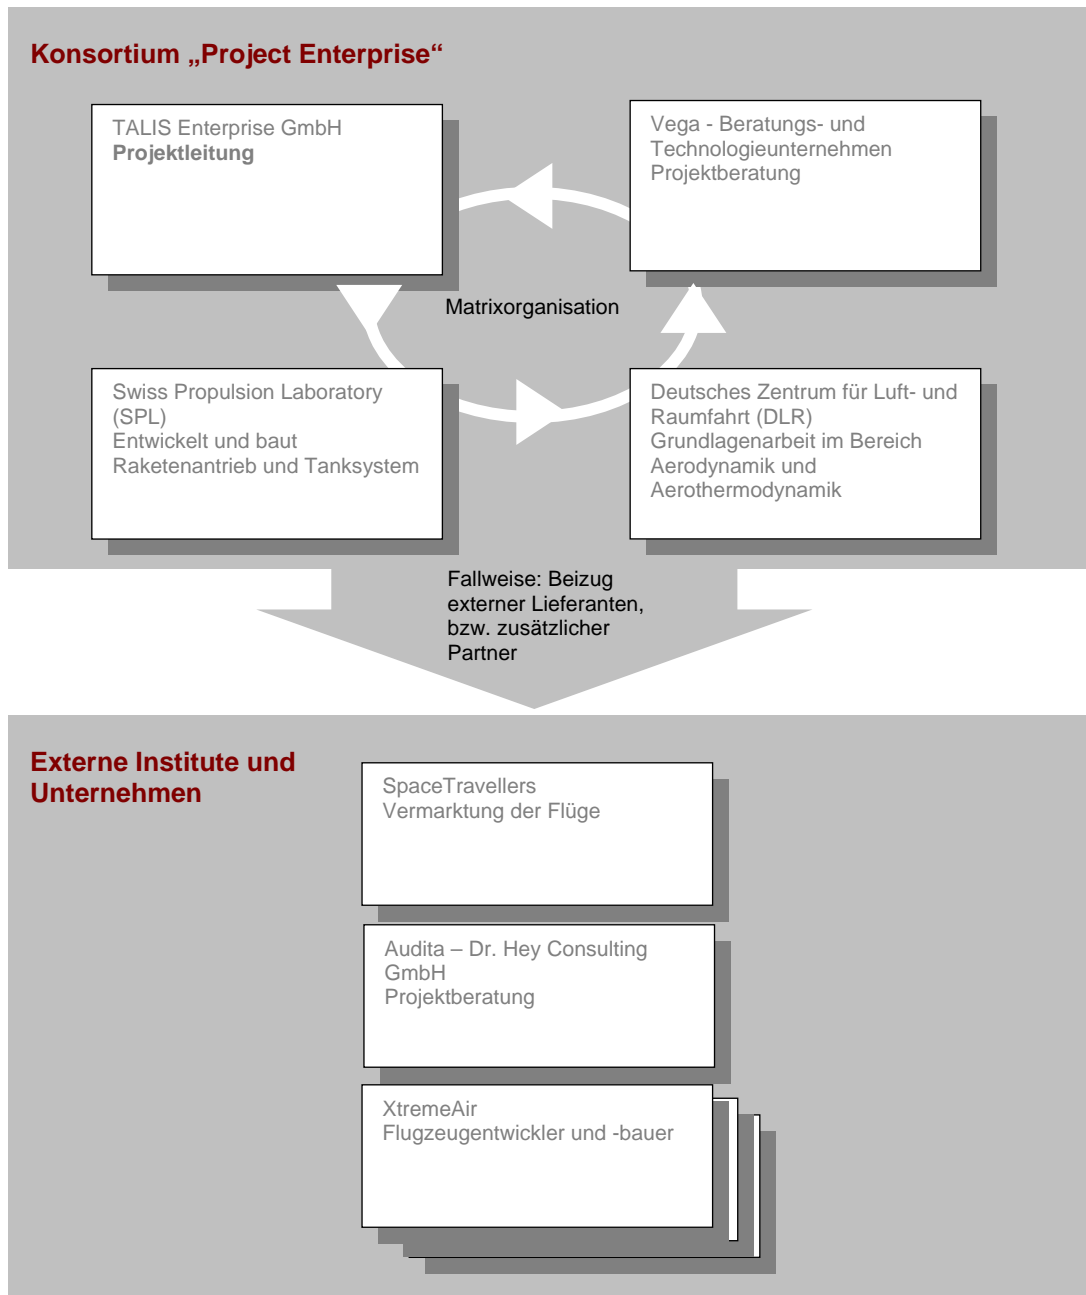 Konsortium „Project Enterprise“
TALIS Enterprise GmbH
Projektleitung
Vega - Beratungs- und
Technologieunternehmen
Projektberatung
Matrixorganisation
Swiss Propulsion Laboratory
(SPL)
Entwickelt und baut
Raketenantrieb und Tanksystem
Deutsches Zentrum für Luft- und
Raumfahrt (DLR)
Grundlagenarbeit im Bereich
Aerodynamik und
Aerothermodynamik
Fallweise: Beizug
externer Lieferanten,
bzw. zusätzlicher
Partner
Externe Institute und
Unternehmen
SpaceTravellers
Vermarktung der Flüge
Audita – Dr. Hey Consulting
GmbH
Projektberatung
XtremeAir
Flugzeugentwickler und -bauer